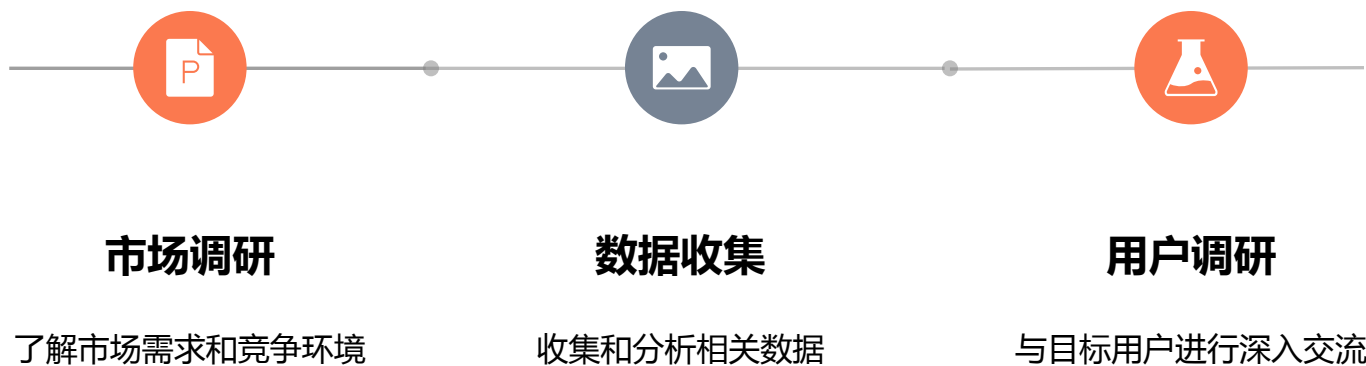 P
市场调研
数据收集
用户调研
了解市场需求和竞争环境
收集和分析相关数据
与目标用户进行深入交流